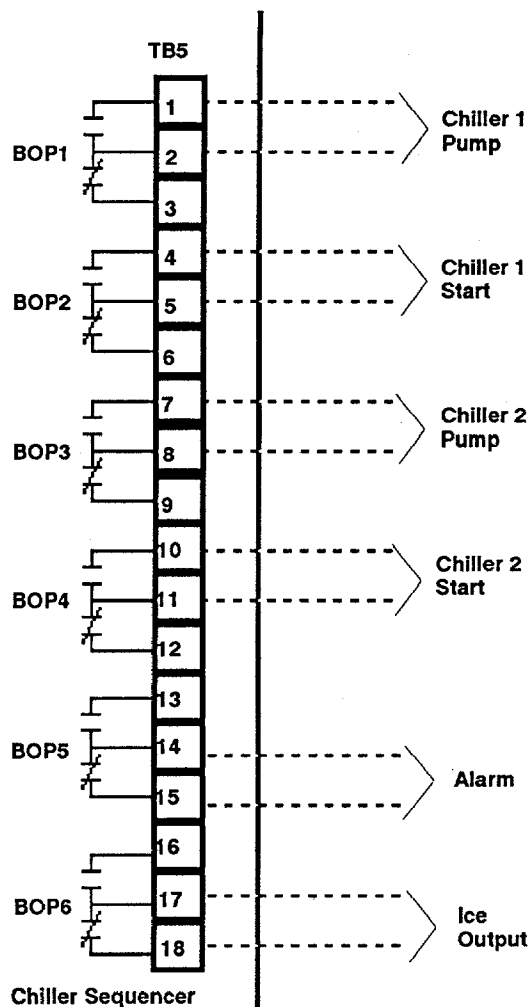 TB5
1
Chiller 1
Pump
BOP1
2
3
4
Chiller 1
Start
BOP2
5
6
7
Chiller 2
Pump
BOP3
8
9
10
Chiller 2
Start
BOP4
11
12
13
BOP5
14
Alarm
15
16
BOP6
17
Ice
Output
18
Chiller Sequencer